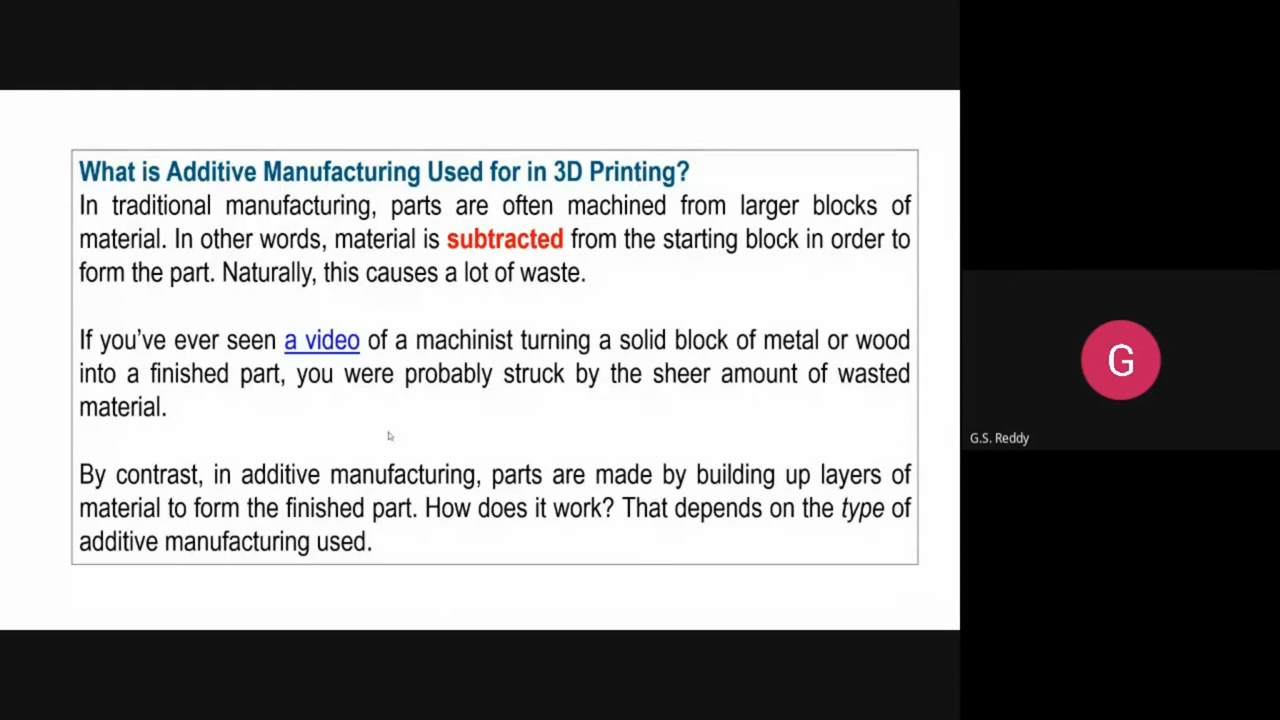 What is Additive Manufacturing Used for in 3D Printing?
In traditional manufacturing, parts are often machined from larger blocks of
material. In other words, material is subtracted from the starting block in order to
form the part. Naturally, this causes a lot of waste.
If you've ever seen a video of a machinist turning a solid block of metal or wood
into a finished part, you were probably struck by the sheer amount of wasted
material.
By contrast, in additive manufacturing, parts are made by building up layers of
material to form the finished part. How does it work? That depends on the type of
additive manufacturing used.
G
G.S. Reddy